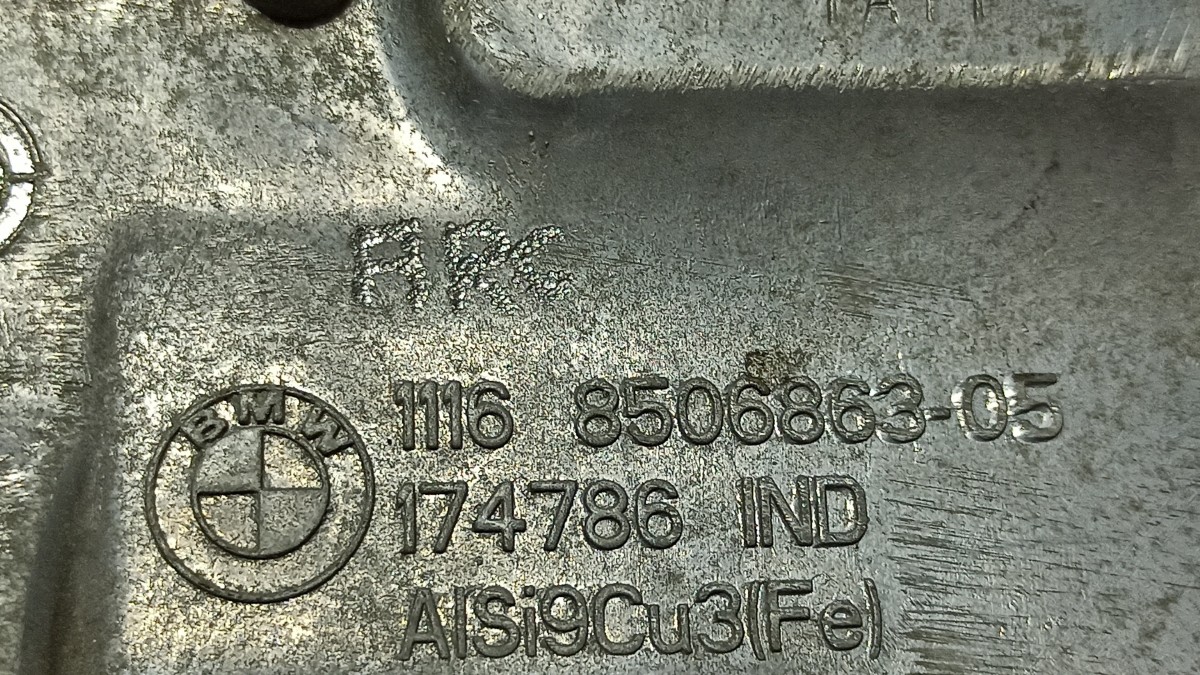 ARC
BMW
1116 8506863-05
174786 IND
AlSi9Cu3(Fe)